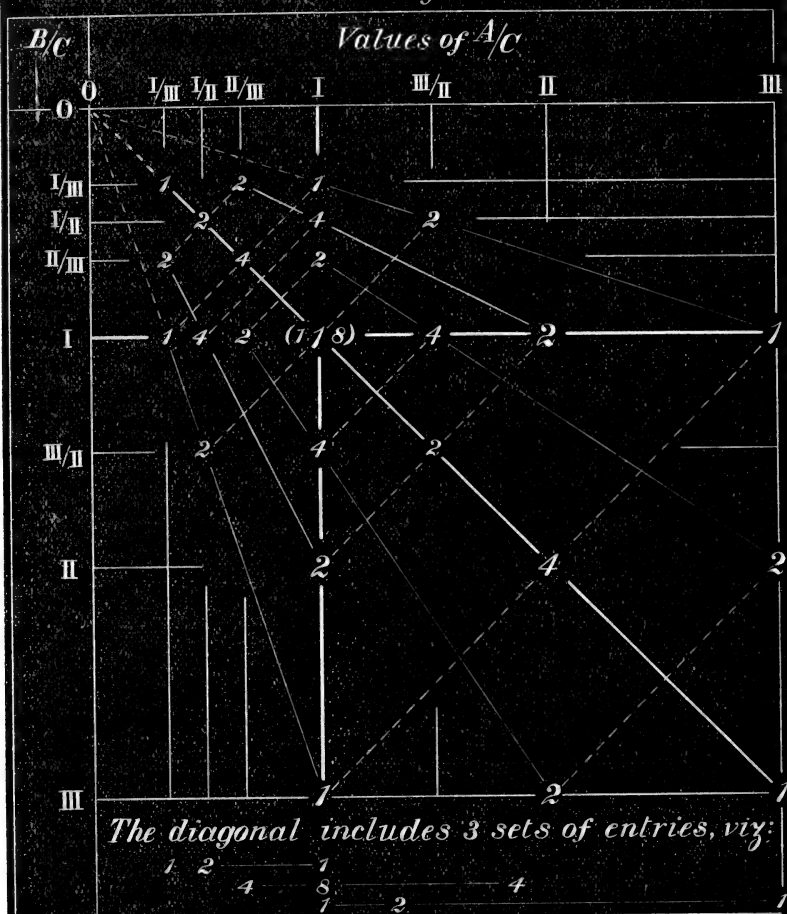 B/C Values of A/C
0 I/III I/II II/III I III/II II III
0
I/III 1 2 1
I/II 2 4 2
II/III 2 4 2
I 1 4 2 (1 1 8) 4 2 1
III/II 2 4 2
II 2 4 2
III 1 2 1
The diagonal includes 3 sets of entries, viz:
1 2 1
4 8 4
1 2 1